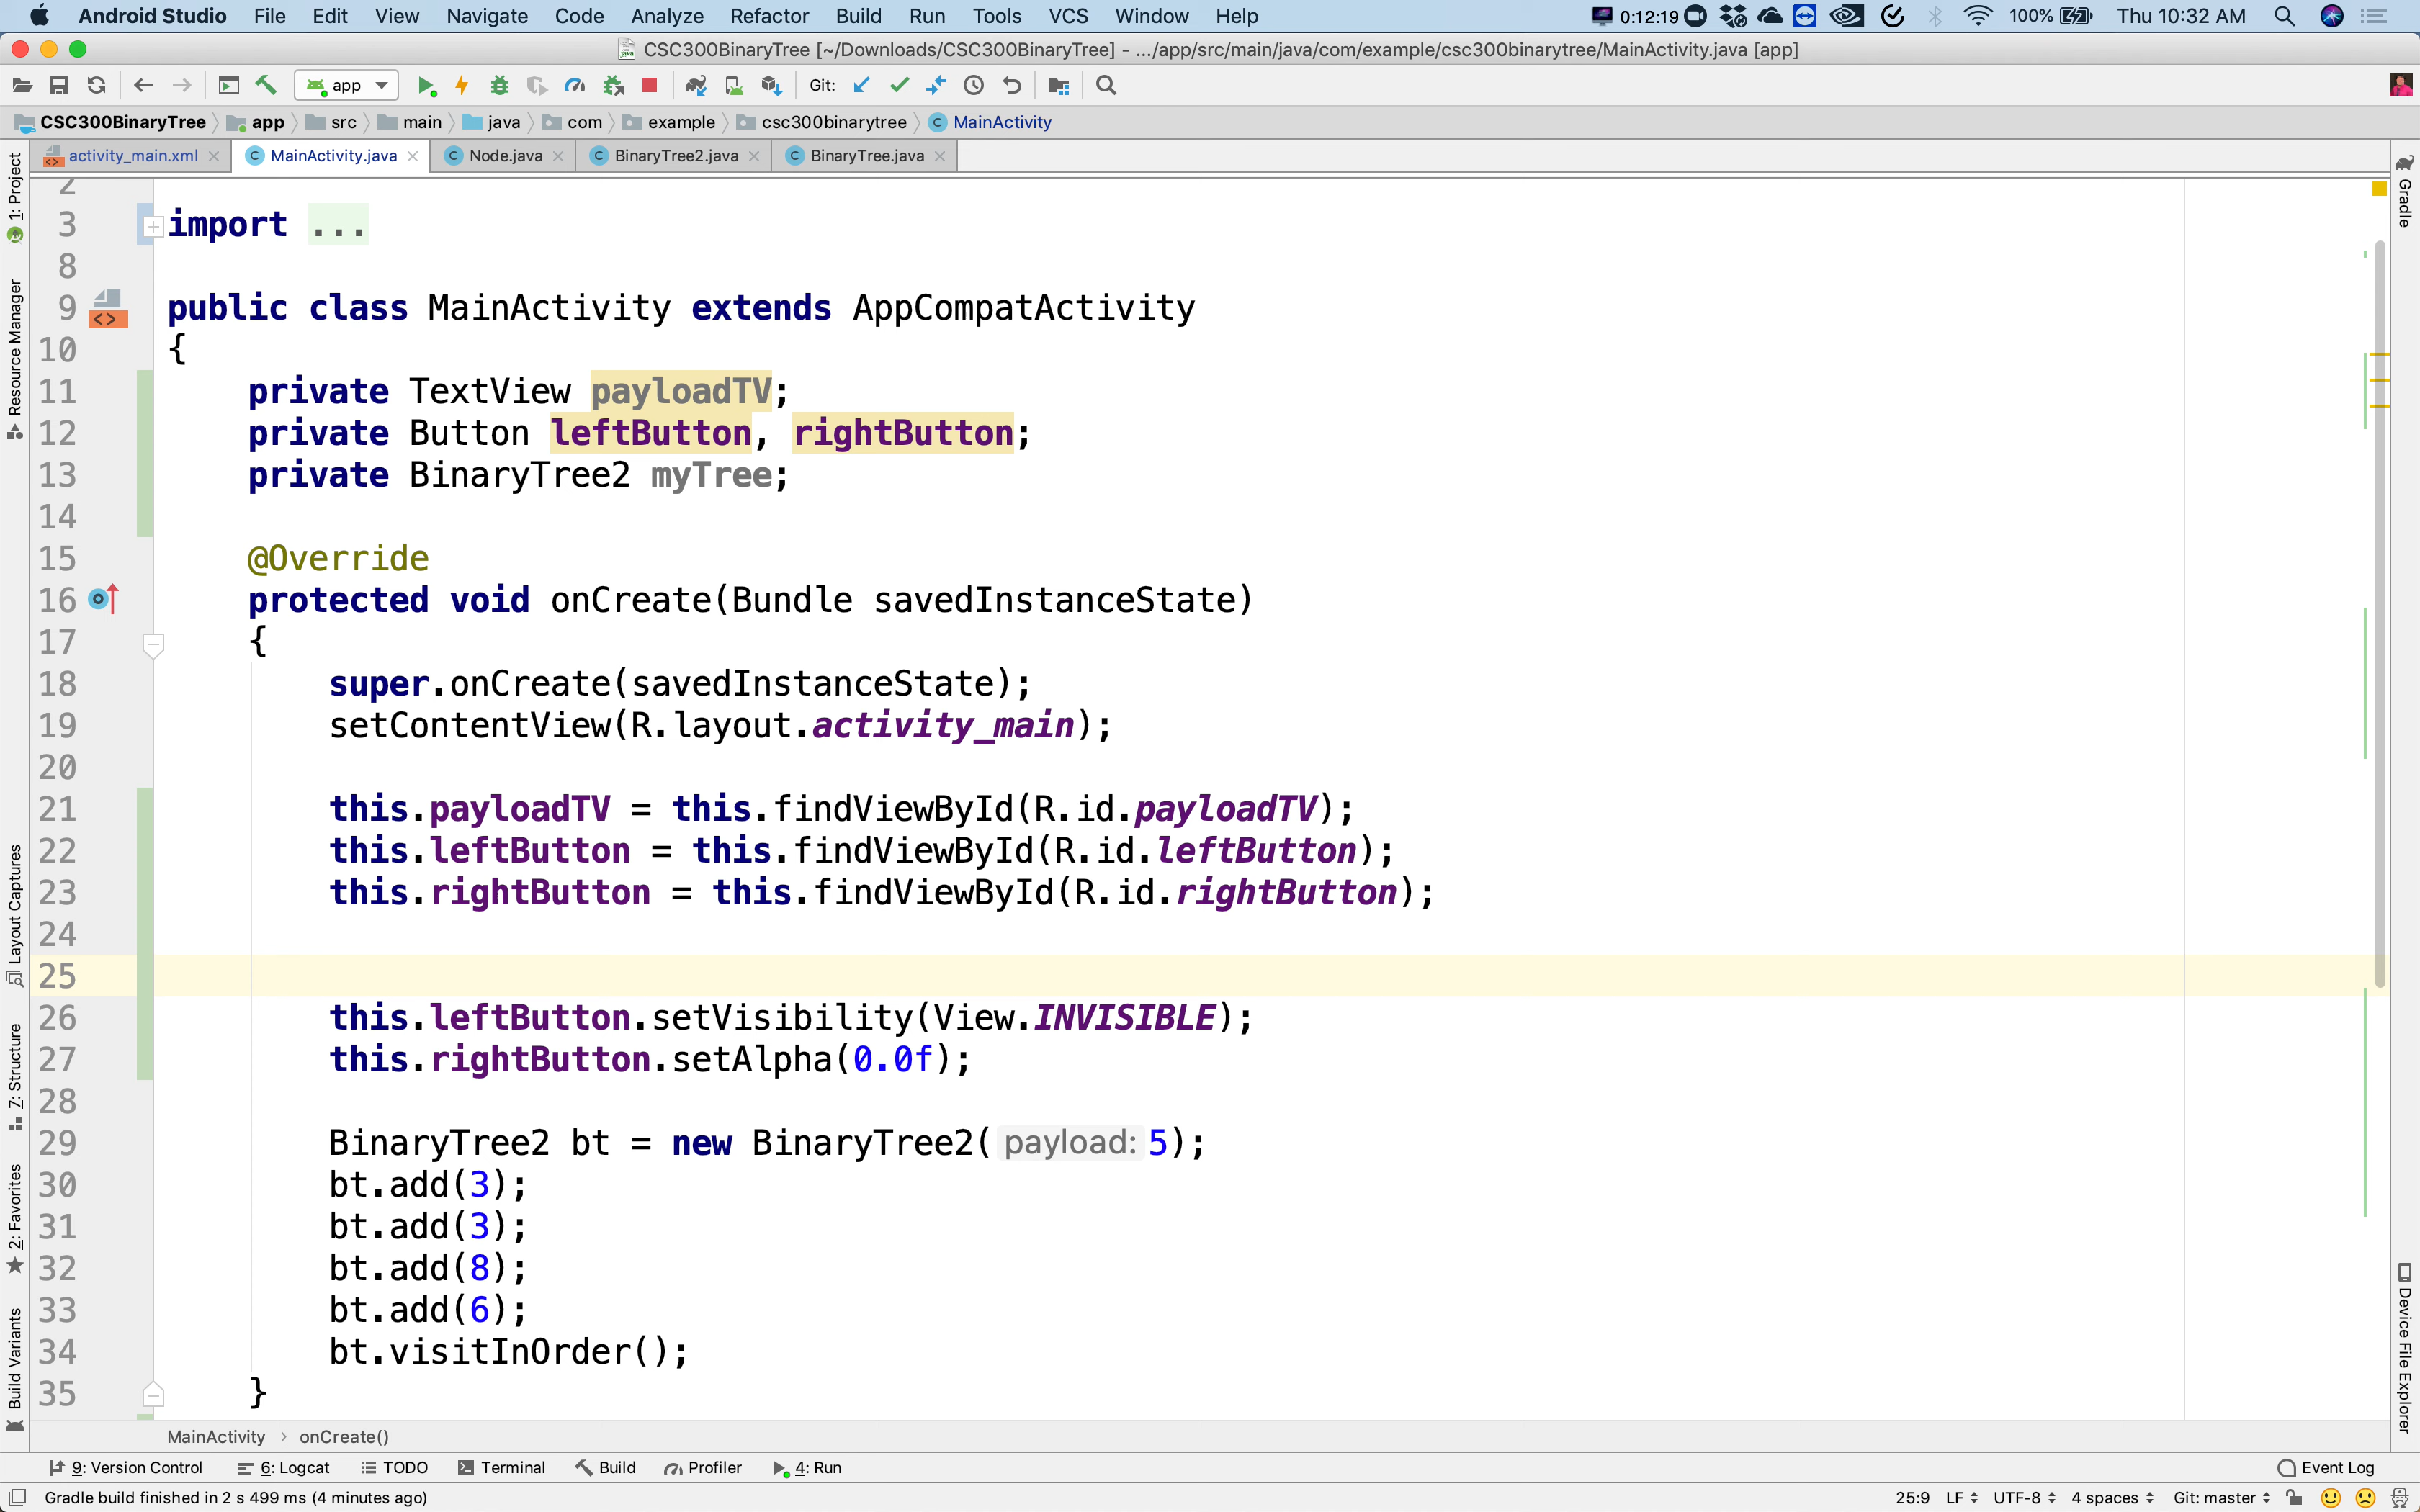 Android Studio File Edit View Navigate Code Analyze Refactor Build Run Tools VCS Window Help 0:12:19 100% Thu 10:32 AM
CSC300BinaryTree [~/Downloads/CSC300BinaryTree] - .../app/src/main/java/com/example/csc300binarytree/MainActivity.java [app]
app Git:
CSC300BinaryTree app src main java com example csc300binarytree MainActivity
activity_main.xml MainActivity.java Node.java BinaryTree2.java BinaryTree.java
1: Project
Resource Manager
Layout Captures
7: Structure
2: Favorites
Build Variants
Gradle
Device File Explorer
2
3 import ...
8
9 public class MainActivity extends AppCompatActivity
10 {
11 private TextView payloadTV;
12 private Button leftButton, rightButton;
13 private BinaryTree2 myTree;
14
15 @Override
16 protected void onCreate(Bundle savedInstanceState)
17 {
18 super.onCreate(savedInstanceState);
19 setContentView(R.layout.activity_main);
20
21 this.payloadTV = this.findViewById(R.id.payloadTV);
22 this.leftButton = this.findViewById(R.id.leftButton);
23 this.rightButton = this.findViewById(R.id.rightButton);
24
25
26 this.leftButton.setVisibility(View.INVISIBLE);
27 this.rightButton.setAlpha(0.0f);
28
29 BinaryTree2 bt = new BinaryTree2( payload: 5);
30 bt.add(3);
31 bt.add(3);
32 bt.add(8);
33 bt.add(6);
34 bt.visitInOrder();
35 }
MainActivity › onCreate()
9: Version Control 6: Logcat TODO Terminal Build Profiler 4: Run Event Log
Gradle build finished in 2 s 499 ms (4 minutes ago) 25:9 LF UTF-8 4 spaces Git: master